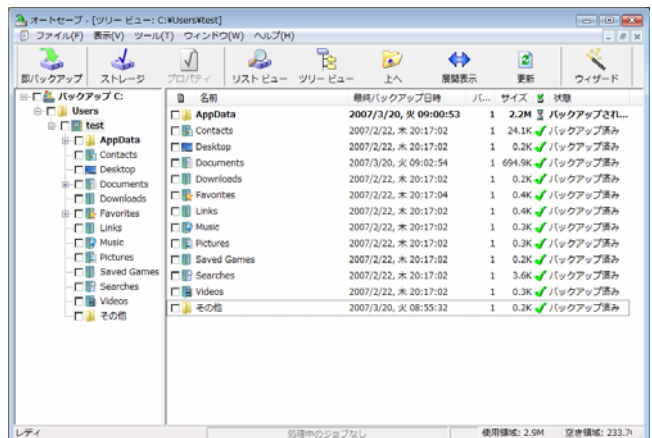 オートセーブ - [ツリー ビュー: C:¥Users¥test]
ファイル(F) 表示(V) ツール(T) ウィンドウ(W) ヘルプ(H)
即バックアップ ストレージ プロパティ リスト ビュー ツリー ビュー 上へ 展開表示 更新 ウィザード
バックアップ C:
Users
test
AppData
Contacts
Desktop
Documents
Downloads
Favorites
Links
Music
Pictures
Saved Games
Searches
Videos
その他
名前 最終バックアップ日時 バ... サイズ 状態
AppData 2007/3/20, 火 09:00:53 1 2.2M バックアップされ...
Contacts 2007/2/22, 木 20:17:02 1 24.1K バックアップ済み
Desktop 2007/2/22, 木 20:17:02 1 0.2K バックアップ済み
Documents 2007/3/20, 火 09:02:54 1 694.9K バックアップ済み
Downloads 2007/2/22, 木 20:17:02 1 0.2K バックアップ済み
Favorites 2007/2/22, 木 20:17:04 1 0.4K バックアップ済み
Links 2007/2/22, 木 20:17:02 1 0.4K バックアップ済み
Music 2007/2/22, 木 20:17:02 1 0.3K バックアップ済み
Pictures 2007/2/22, 木 20:17:02 1 0.3K バックアップ済み
Saved Games 2007/2/22, 木 20:17:02 1 0.2K バックアップ済み
Searches 2007/2/22, 木 20:17:02 1 3.6K バックアップ済み
Videos 2007/2/22, 木 20:17:02 1 0.3K バックアップ済み
その他 2007/3/20, 火 08:55:32 1 0.2K バックアップ済み
レディ 処理中のジョブなし 使用領域: 2.9M 空き領域: 233.7